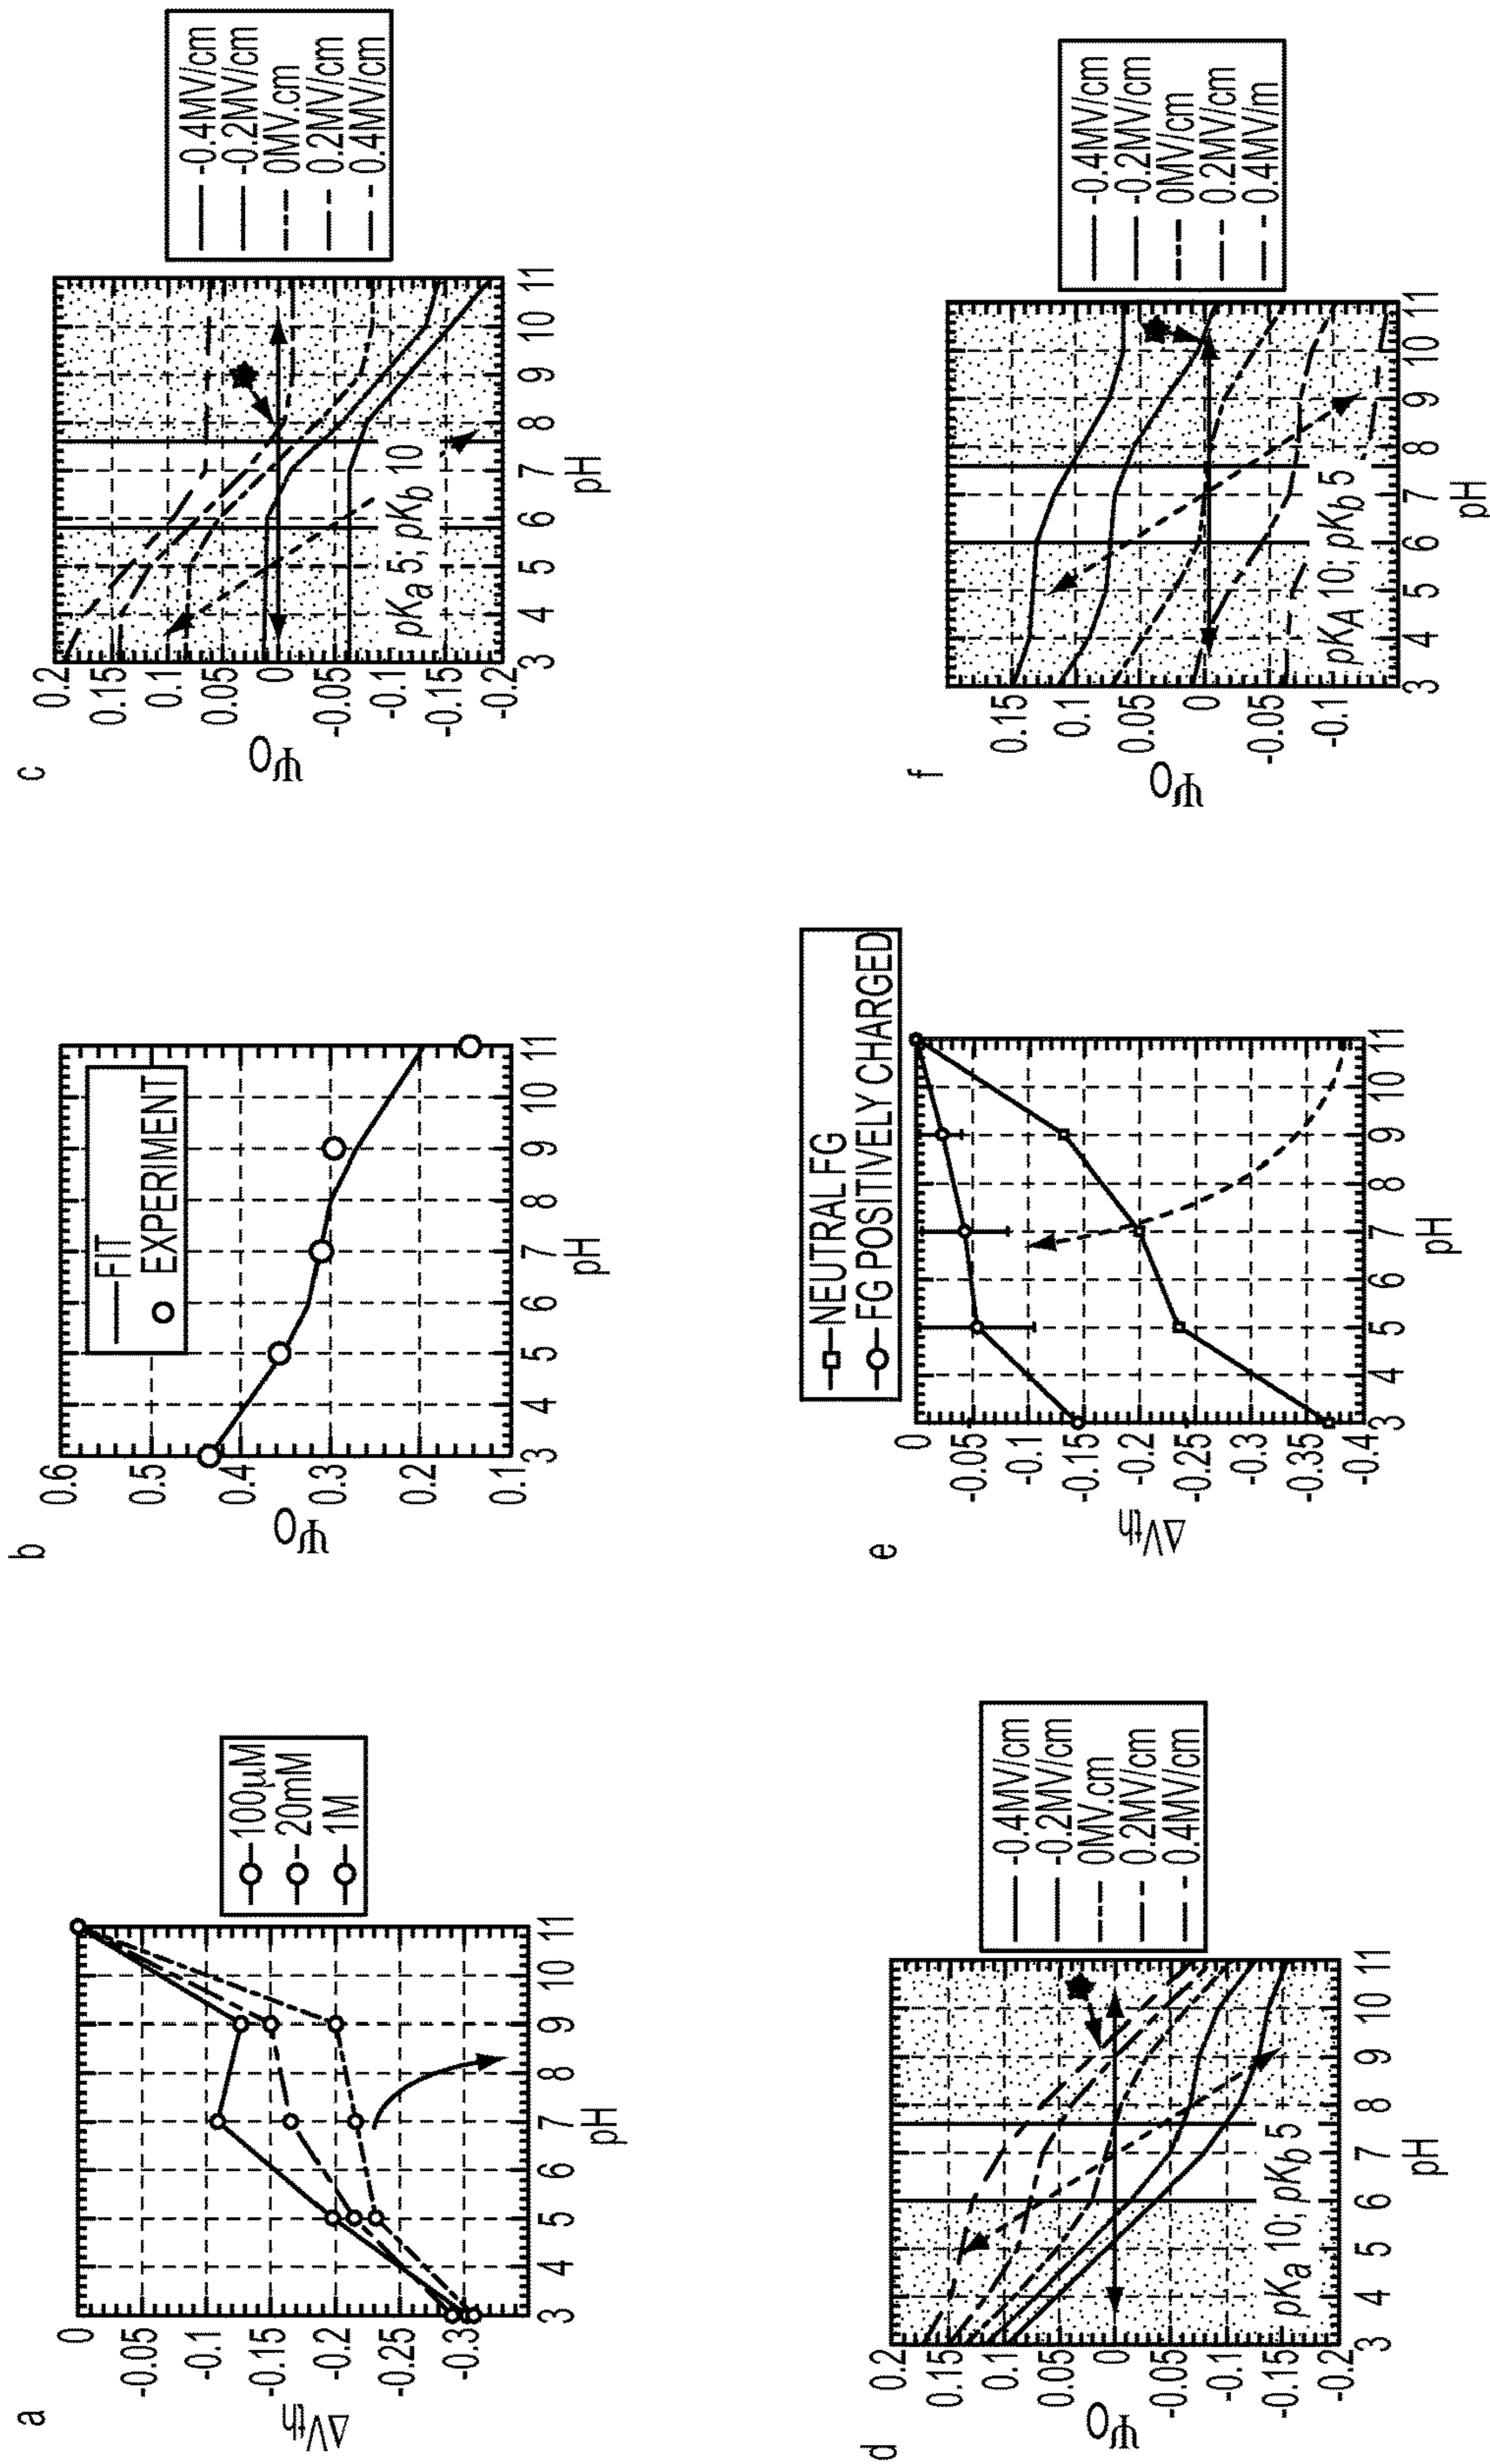 a
ΔVth
0
-0.05
-0.1
-0.15
-0.2
-0.25
-0.3
3 4 5 6 7 8 9 10 11
pH
100μM
20mM
1M
b
Ψ0
0.6
0.5
0.4
0.3
0.2
0.1
3 4 5 6 7 8 9 10 11
pH
FIT
EXPERIMENT
c
Ψ0
0.2
0.15
0.1
0.05
0
-0.05
-0.1
-0.15
-0.2
3 4 5 6 7 8 9 10 11
pH
pKa 5; pKb 10
-0.4MV/cm
-0.2MV/cm
0MV.cm
0.2MV/cm
0.4MV/cm
d
Ψ0
0.2
0.15
0.1
0.05
0
-0.05
-0.1
-0.15
-0.2
3 4 5 6 7 8 9 10 11
pH
pKa 10; pKb 5
-0.4MV/cm
-0.2MV/cm
0MV.cm
0.2MV/cm
0.4MV/cm
e
ΔVth
0
-0.05
-0.1
-0.15
-0.2
-0.25
-0.3
-0.35
-0.4
3 4 5 6 7 8 9 10 11
pH
NEUTRAL FG
FG POSITIVELY CHARGED
f
Ψ0
0.15
0.1
0.05
0
-0.05
-0.1
3 4 5 6 7 8 9 10 11
pH
pKA 10; pKb 5
-0.4MV/cm
-0.2MV/cm
0MV/cm
0.2MV/cm
0.4MV/m